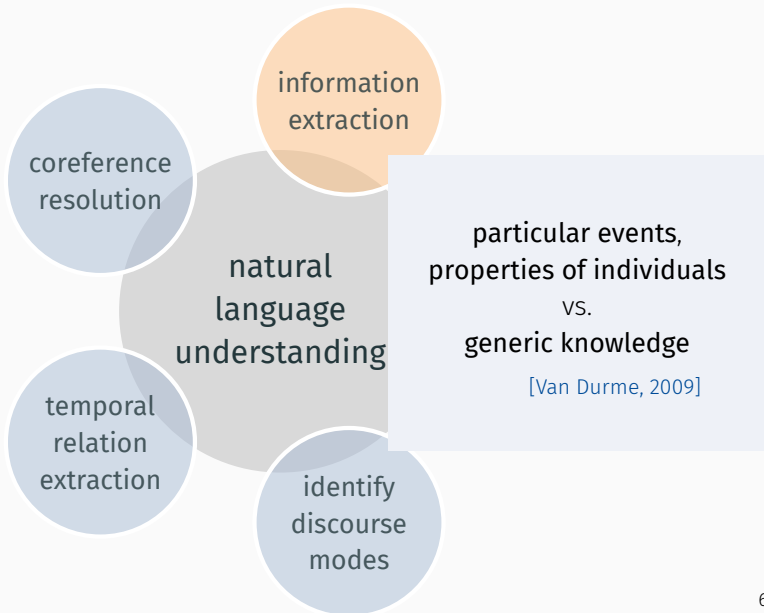 information
extraction
coreference
resolution
natural
language
understanding
particular events,
properties of individuals
vs.
generic knowledge
[Van Durme, 2009]
temporal
relation
extraction
identify
discourse
modes
6